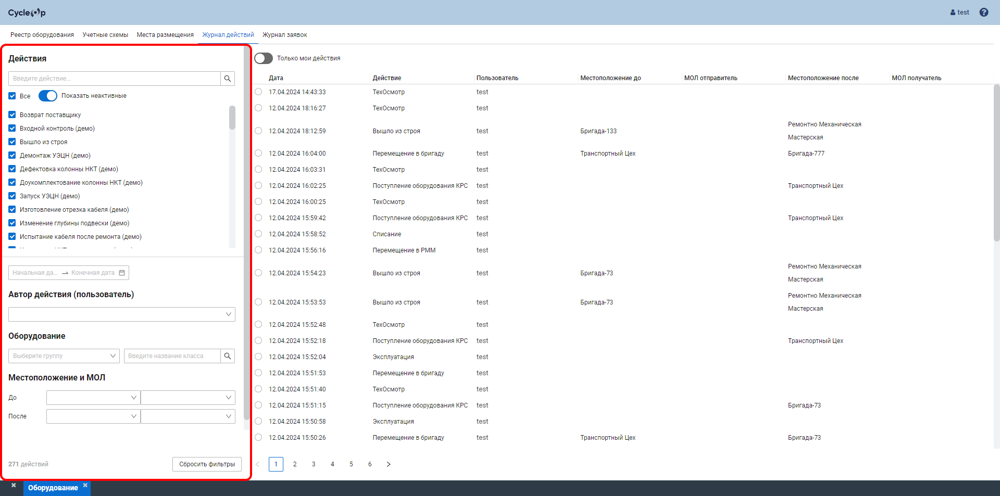 CycleOp
test
Реестр оборудования Учетные схемы Места размещения Журнал действий Журнал заявок
Действия
Введите действие...
Все Показать неактивные
Возврат поставщику
Входной контроль (демо)
Вышло из строя
Демонтаж УЭЦН (демо)
Дефектовка колонны НКТ (демо)
Доукомплектование колонны НКТ (демо)
Запуск УЭЦН (демо)
Изготовление отрезка кабеля (демо)
Изменение глубины подвески (демо)
Испытание кабеля после ремонта (демо)
Начальная да... Конечная дата
Автор действия (пользователь)
Оборудование
Выберите группу Введите название класса
Местоположение и МОЛ
До
После
271 действий Сбросить фильтры
Только мои действия
Дата Действие Пользователь Местоположение до МОЛ отправитель Местоположение после МОЛ получатель
17.04.2024 14:43:33 ТехОсмотр test
12.04.2024 18:16:27 ТехОсмотр test
12.04.2024 18:12:59 Вышло из строя test Бригада-133 Ремонтно Механическая
Мастерская
12.04.2024 16:04:00 Перемещение в бригаду test Транспортный Цех Бригада-777
12.04.2024 16:03:31 ТехОсмотр test
12.04.2024 16:02:25 Поступление оборудования КРС test Транспортный Цех
12.04.2024 16:00:25 ТехОсмотр test
12.04.2024 15:59:42 Поступление оборудования КРС test Транспортный Цех
12.04.2024 15:58:52 Списание test
12.04.2024 15:56:16 Перемещение в РММ test
12.04.2024 15:54:23 Вышло из строя test Бригада-73 Ремонтно Механическая
Мастерская
12.04.2024 15:53:53 Вышло из строя test Бригада-73 Ремонтно Механическая
Мастерская
12.04.2024 15:52:48 ТехОсмотр test
12.04.2024 15:52:18 Поступление оборудования КРС test Транспортный Цех
12.04.2024 15:52:04 Эксплуатация test
12.04.2024 15:51:53 Перемещение в бригаду test
12.04.2024 15:51:40 ТехОсмотр test
12.04.2024 15:51:15 Поступление оборудования КРС test Бригада-73
12.04.2024 15:50:58 Эксплуатация test
12.04.2024 15:50:26 Перемещение в бригаду test Транспортный Цех Бригада-73
1 2 3 4 5 6
Оборудование